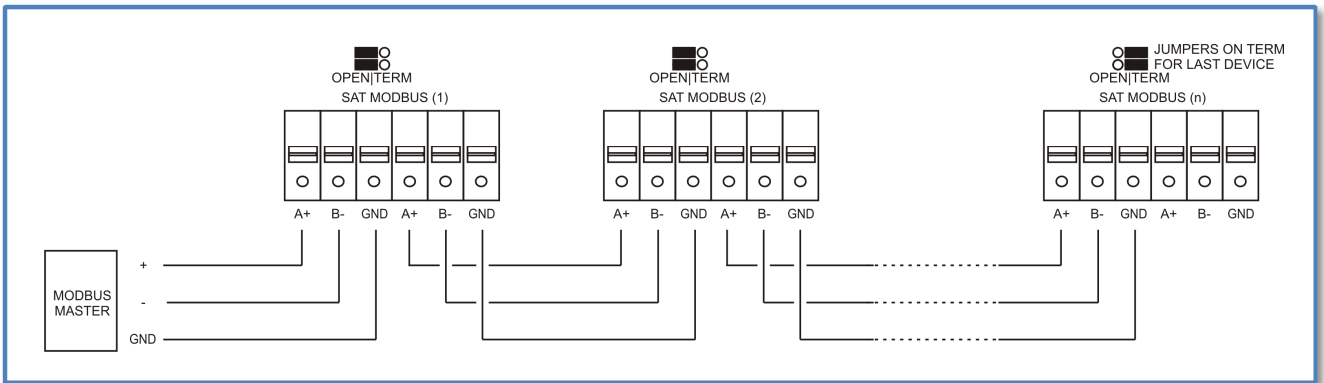 JUMPERS ON TERM
FOR LAST DEVICE
OPEN|TERM
OPEN|TERM
OPEN|TERM
SAT MODBUS (1)
SAT MODBUS (2)
SAT MODBUS (n)
A+ B- GND A+ B- GND
A+ B- GND A+ B- GND
A+ B- GND A+ B- GND
MODBUS
MASTER
+
-
GND